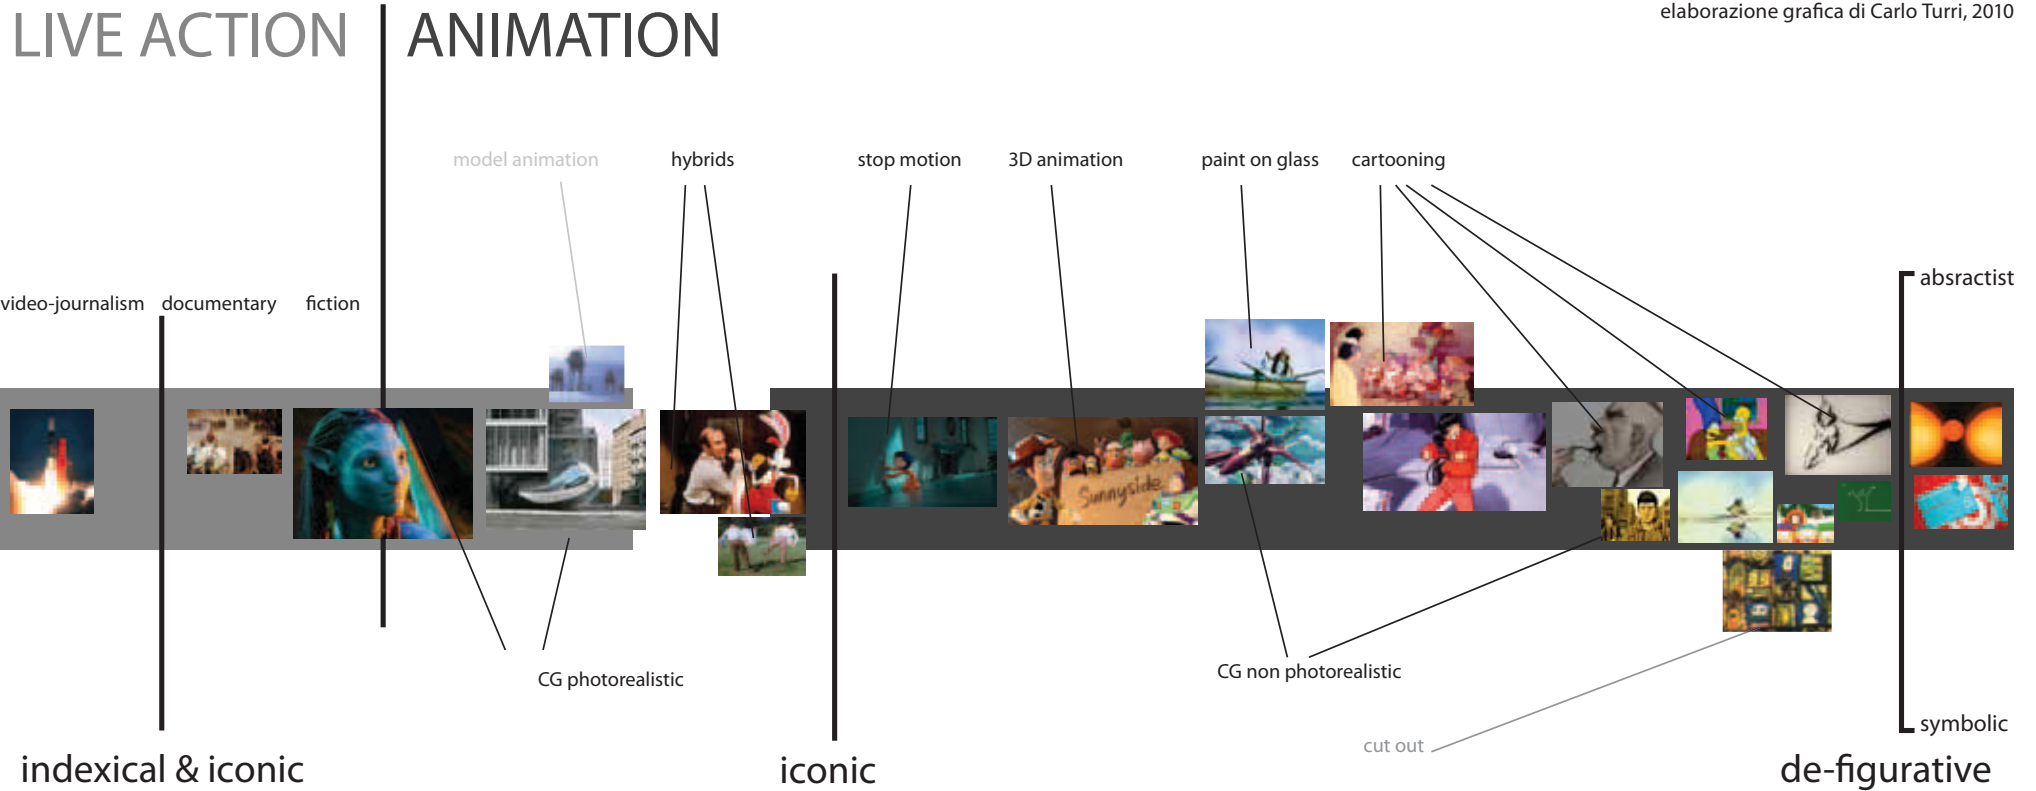 LIVE ACTION
ANIMATION
elaborazione grafica di Carlo Turri, 2010
model animation
hybrids
stop motion
3D animation
paint on glass
cartooning
video-journalism
documentary
fiction
absractist
Sunnyside
CG photorealistic
CG non photorealistic
cut out
symbolic
indexical & iconic
iconic
de-figurative